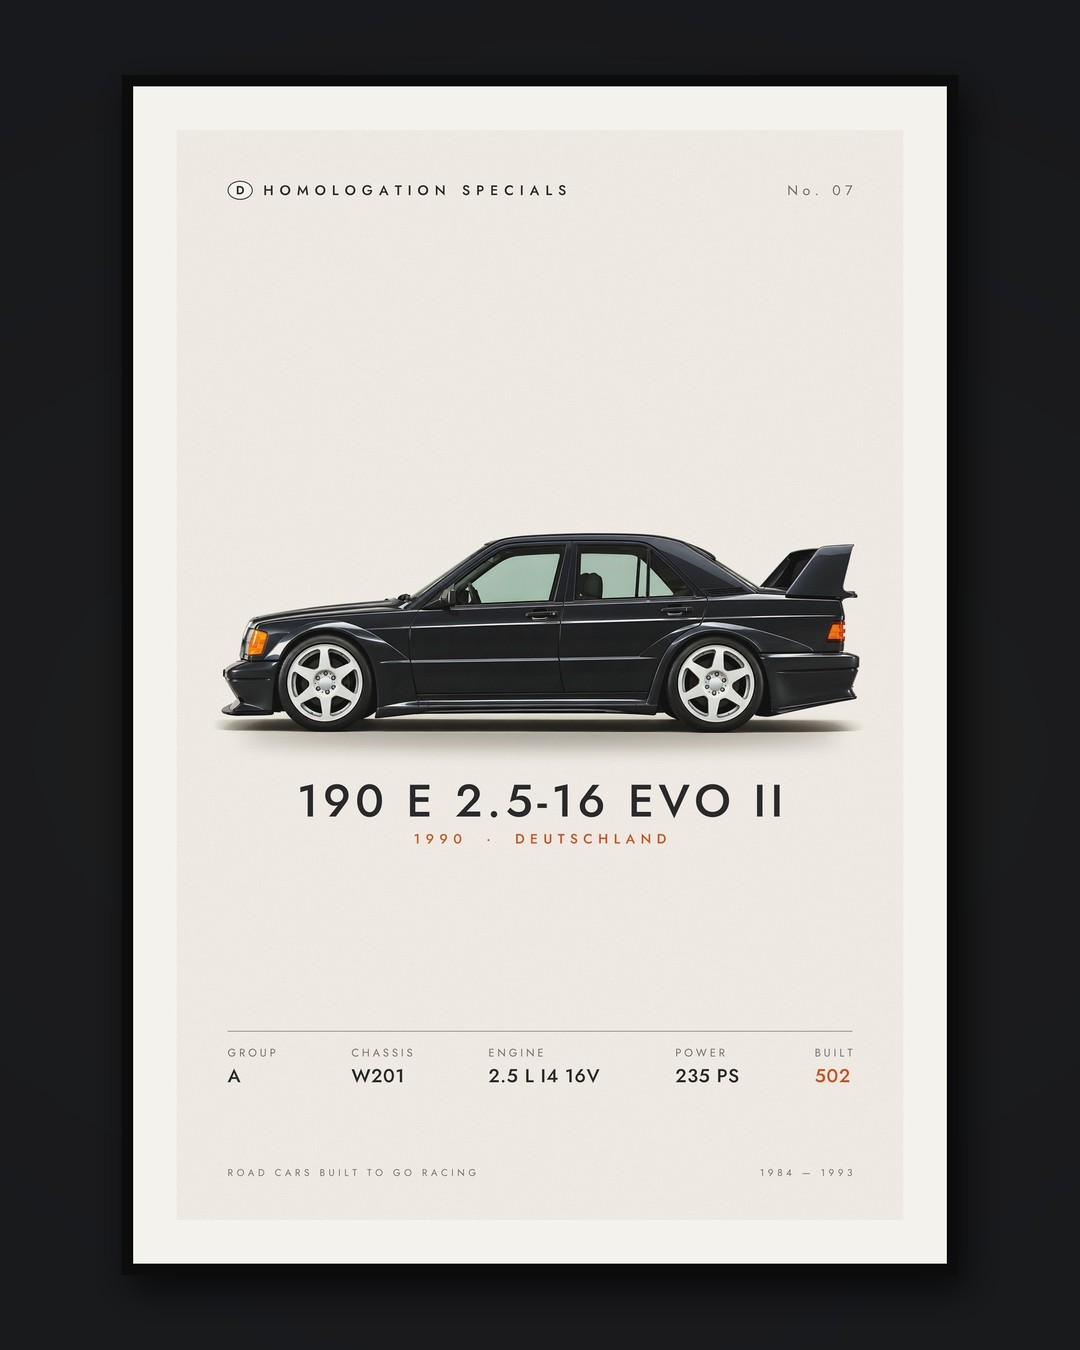 D HOMOLOGATION SPECIALS No. 07
190 E 2.5-16 EVO II
1990 · DEUTSCHLAND
GROUP CHASSIS ENGINE POWER BUILT
A W201 2.5 L I4 16V 235 PS 502
ROAD CARS BUILT TO GO RACING 1984 — 1993